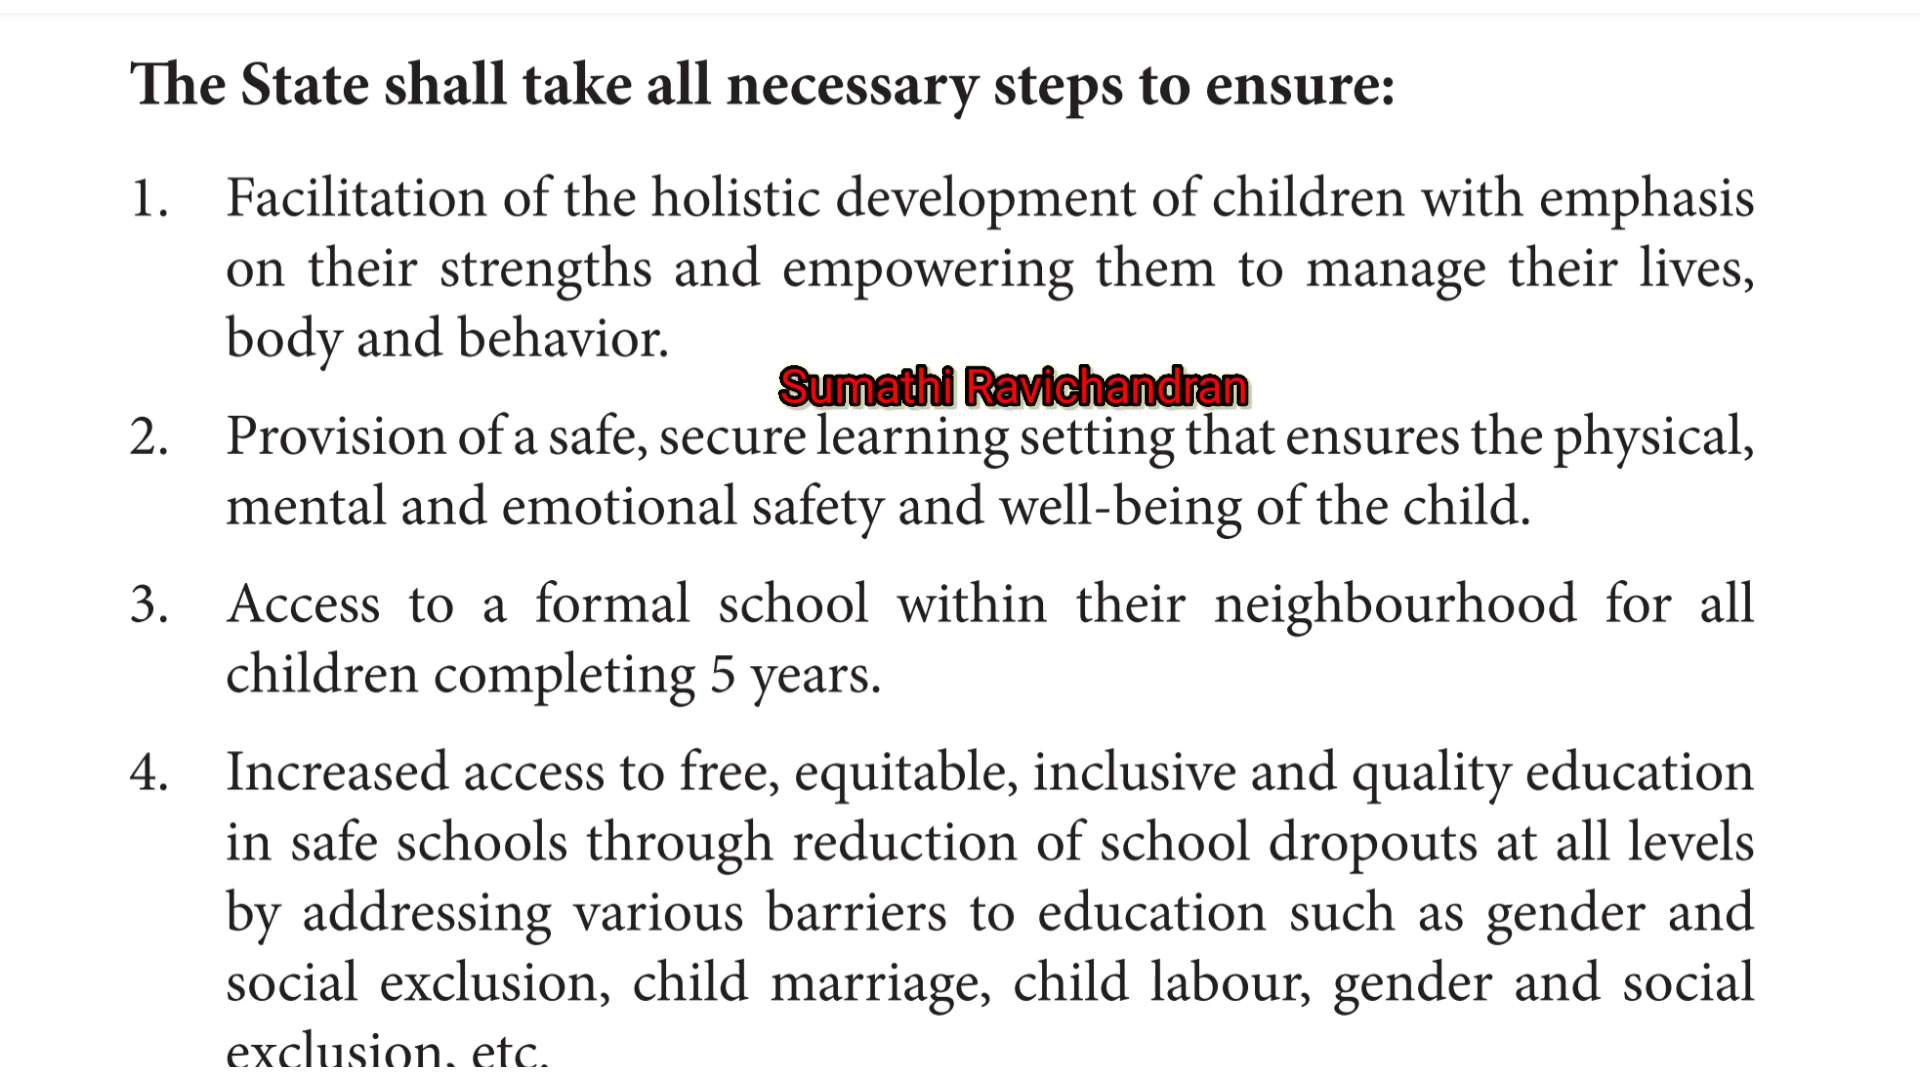 The State shall take all necessary steps to ensure:
1. Facilitation of the holistic development of children with emphasis
on their strengths and empowering them to manage their lives,
body and behavior.
Sumathi Ravichandran
2. Provision of a safe, secure learning setting that ensures the physical,
mental and emotional safety and well-being of the child.
3. Access to a formal school within their neighbourhood for all
children completing 5 years.
4. Increased access to free, equitable, inclusive and quality education
in safe schools through reduction of school dropouts at all levels
by addressing various barriers to education such as gender and
social exclusion, child marriage, child labour, gender and social
exclusion, etc.